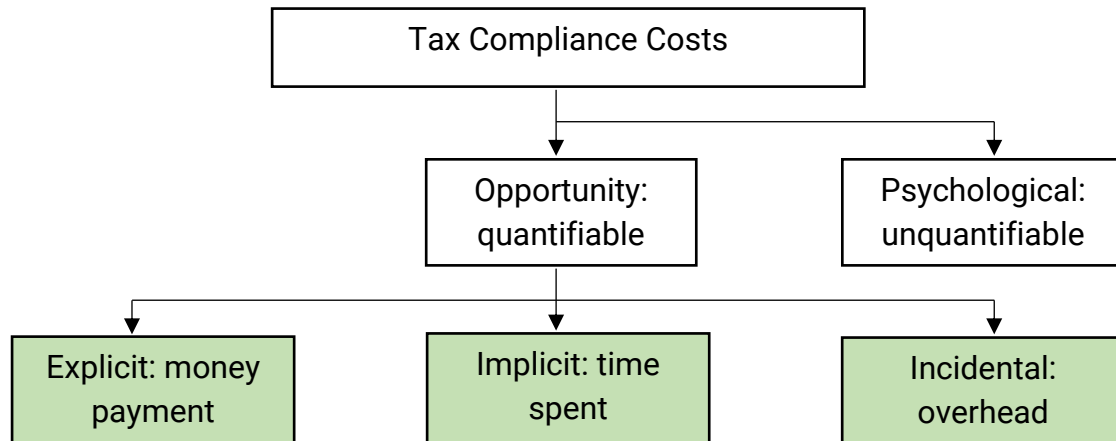 Tax Compliance Costs
Opportunity:
quantifiable
Psychological:
unquantifiable
Explicit: money
payment
Implicit: time
spent
Incidental:
overhead